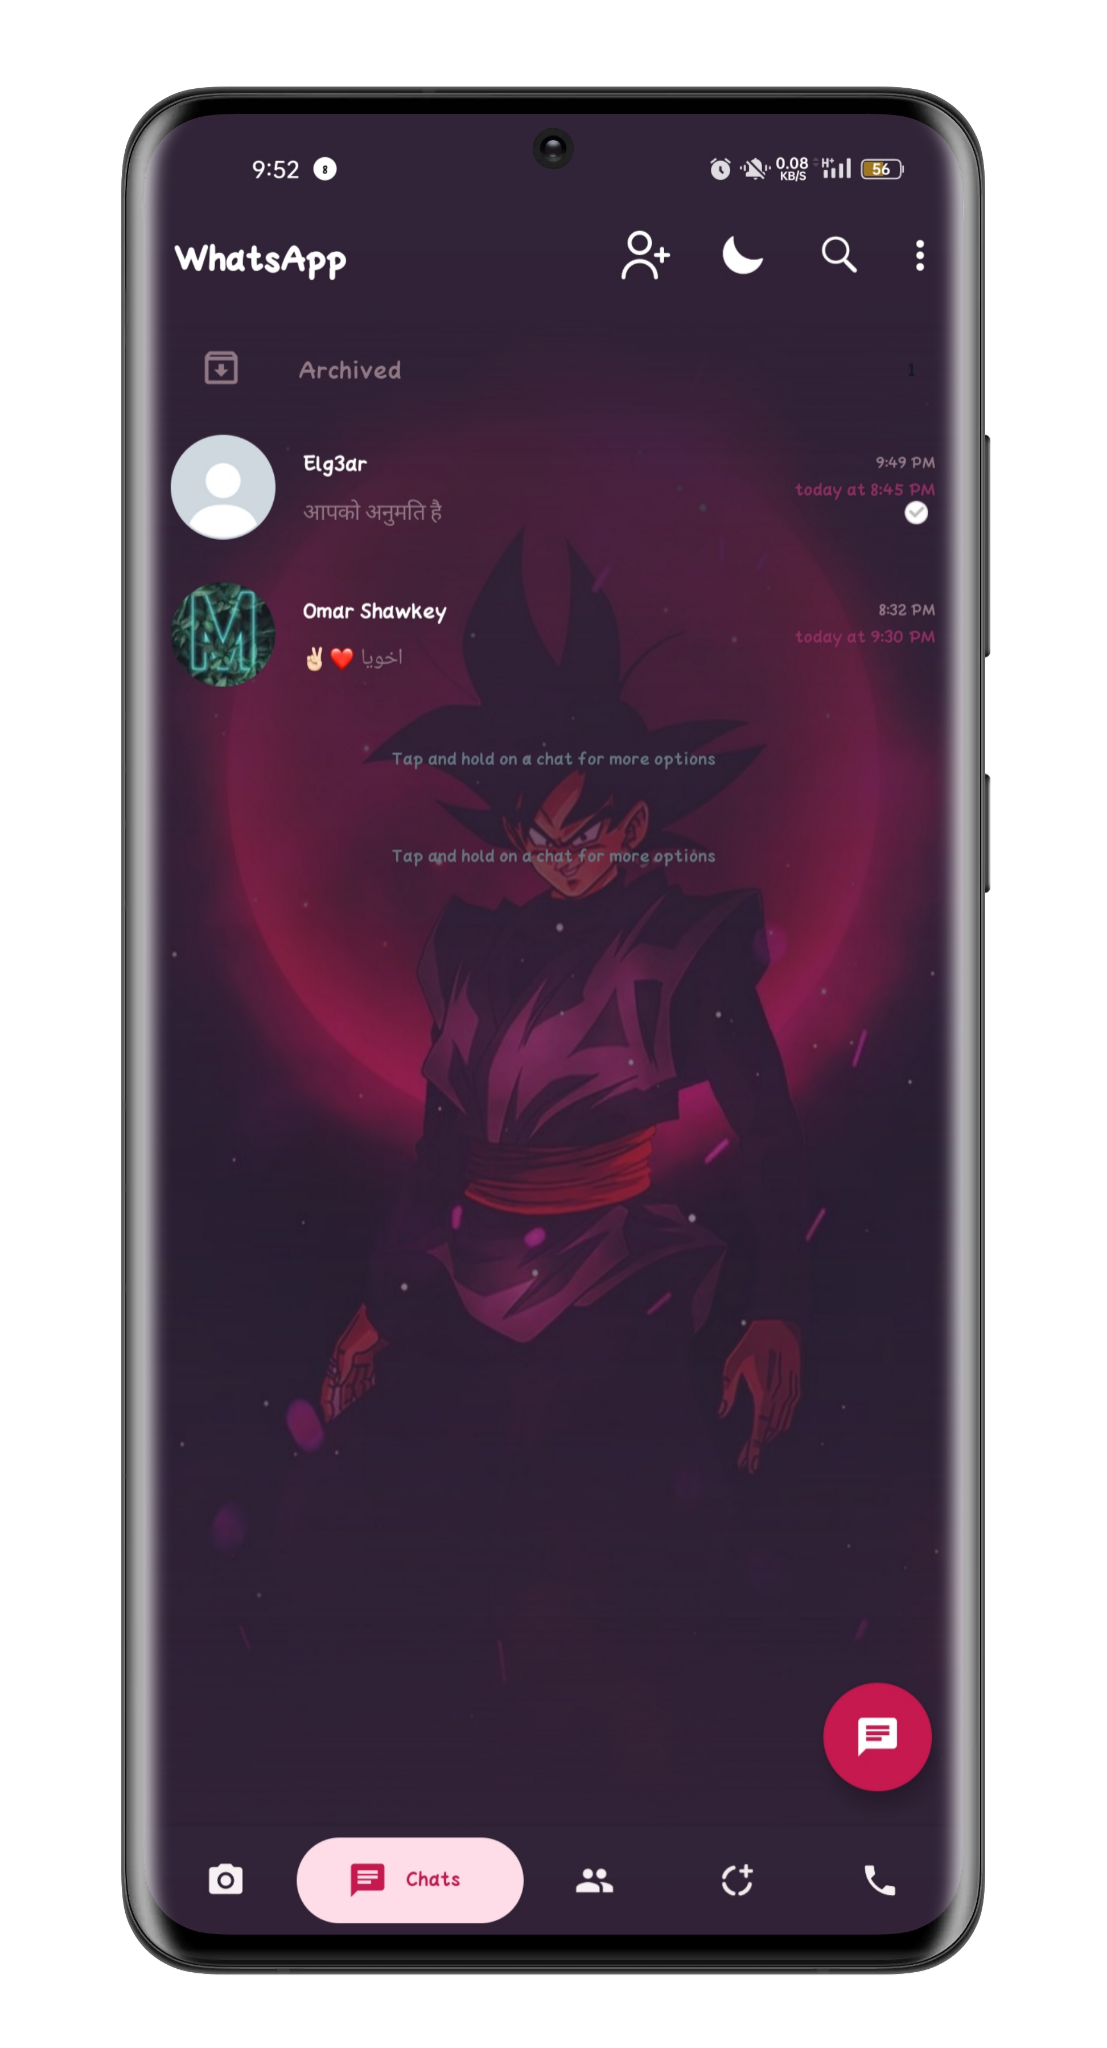 9:52 8 0.08 KB/S H+ 56
WhatsApp
Archived 1
Elg3ar 9:49 PM
today at 8:45 PM
आपको अनुमति है
Omar Shawkey 8:32 PM
today at 9:30 PM
✌🏻❤️ اخويا
Tap and hold on a chat for more options
Tap and hold on a chat for more options
Chats